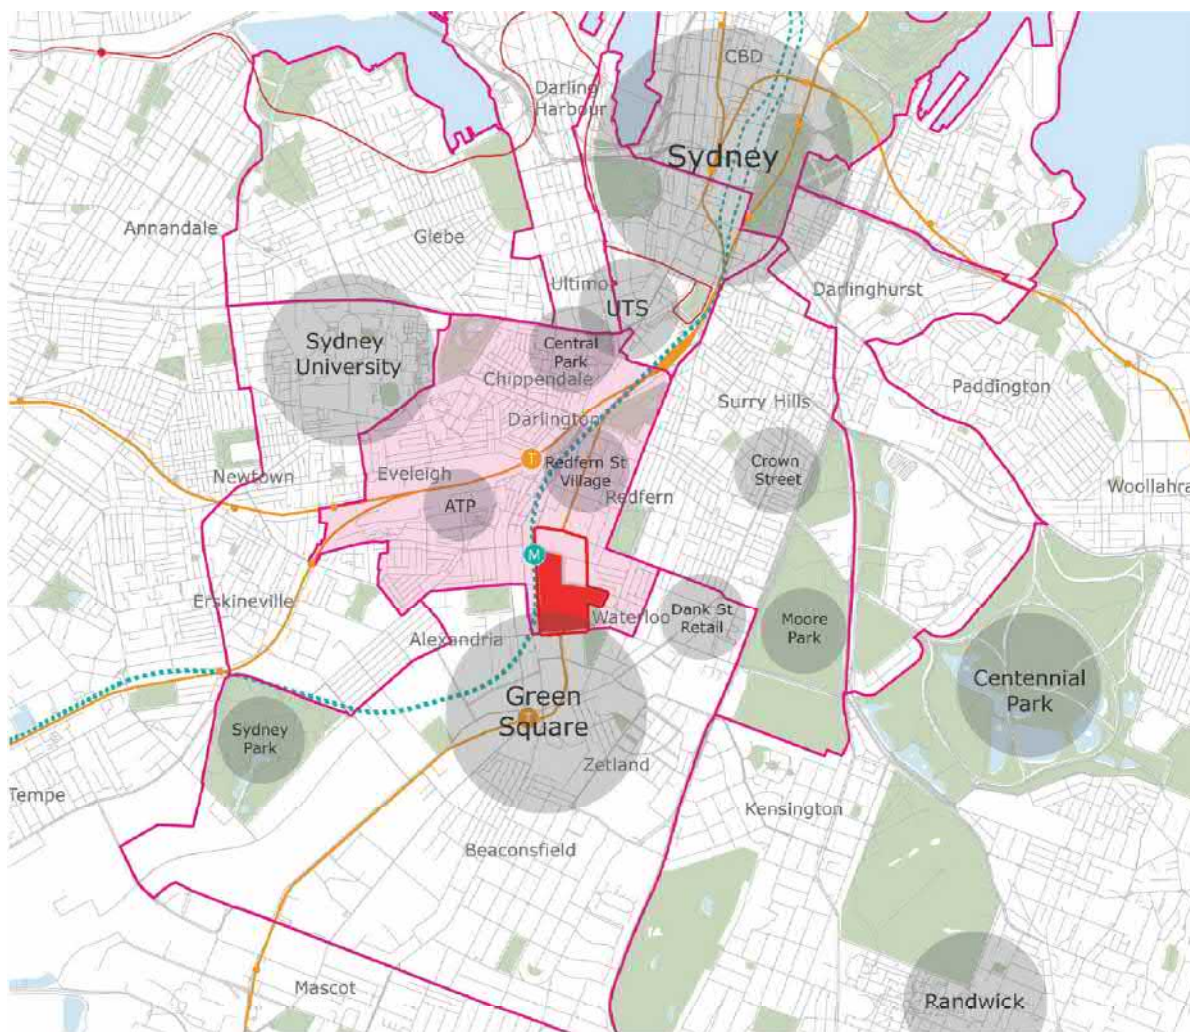 CBD
Darling
Harbour
Sydney
Annandale
Glebe
Ultimo
UTS
Darlinghurst
Sydney
University
Central
Park
Chippendale
Paddington
Darlington
Surry Hills
T
Redfern St
Village
Crown
Street
Newtown
Eveleigh
ATP
Redfern
Woollahra
M
Erskineville
Alexandria
Waterloo
Dank St
Retail
Moore
Park
Green
Square
T
Centennial
Park
Sydney
Park
Zetland
Tempe
Kensington
Beaconsfield
Mascot
Randwick